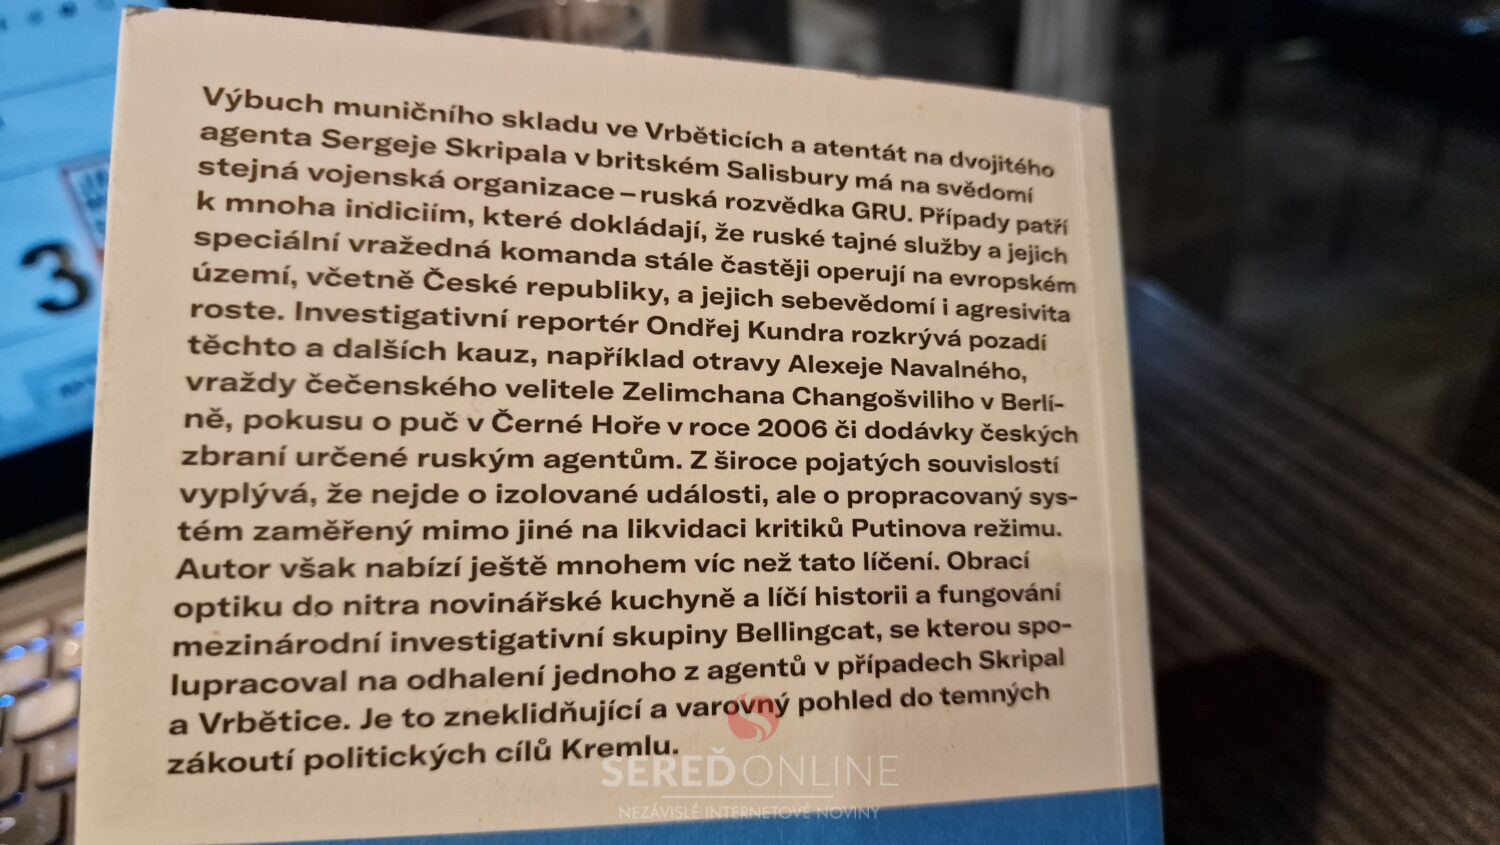 Výbuch muničního skladu ve Vrběticích a atentát na dvojitého
agenta Sergeje Skripala v britském Salisbury má na svědomí
stejná vojenská organizace – ruská rozvědka GRU. Případy patří
k mnoha indiciím, které dokládají, že ruské tajné služby a jejich
speciální vražedná komanda stále častěji operují na evropském
území, včetně České republiky, a jejich sebevědomí i agresivita
roste. Investigativní reportér Ondřej Kundra rozkrývá pozadí
těchto a dalších kauz, například otravy Alexeje Navalného,
vraždy čečenského velitele Zelimchana Changošviliho v Berlí-
ně, pokusu o puč v Černé Hoře v roce 2006 či dodávky českých
zbraní určené ruským agentům. Z široce pojatých souvislostí
vyplývá, že nejde o izolované události, ale o propracovaný sys-
tém zaměřený mimo jiné na likvidaci kritiků Putinova režimu.
Autor však nabízí ještě mnohem víc než tato líčení. Obrací
optiku do nitra novinářské kuchyně a líčí historii a fungování
mezinárodní investigativní skupiny Bellingcat, se kterou spo-
lupracoval na odhalení jednoho z agentů v případech Skripal
a Vrbětice. Je to zneklidňující a varovný pohled do temných
zákoutí politických cílů Kremlu.
SEREĎONLINE
NEZÁVISLÉ INTERNETOVÉ NOVINY
3